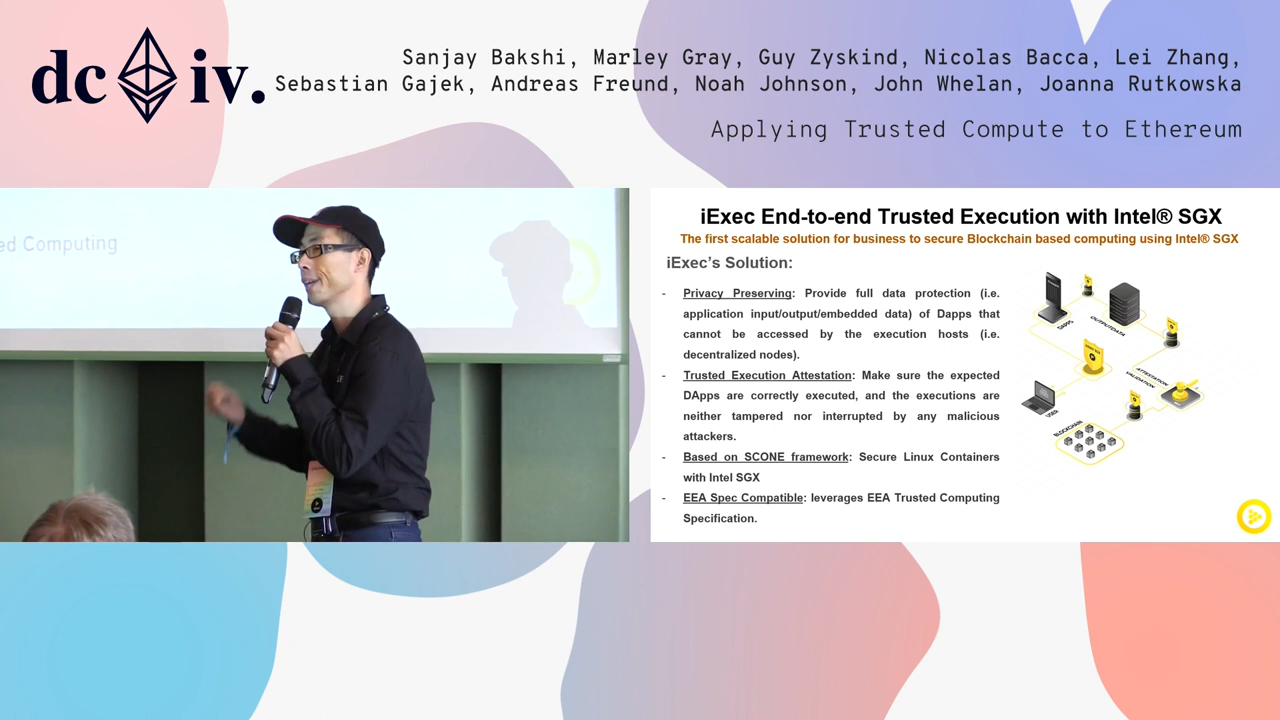 dc iv.
Sanjay Bakshi, Marley Gray, Guy Zyskind, Nicolas Bacca, Lei Zhang,
Sebastian Gajek, Andreas Freund, Noah Johnson, John Whelan, Joanna Rutkowska
Applying Trusted Compute to Ethereum
ed Computing
iExec End-to-end Trusted Execution with Intel® SGX
The first scalable solution for business to secure Blockchain based computing using Intel® SGX
iExec's Solution:
- Privacy Preserving: Provide full data protection (i.e.
application input/output/embedded data) of Dapps that
cannot be accessed by the execution hosts (i.e.
decentralized nodes).
- Trusted Execution Attestation: Make sure the expected
DApps are correctly executed, and the executions are
neither tampered nor interrupted by any malicious
attackers.
- Based on SCONE framework: Secure Linux Containers
with Intel SGX
- EEA Spec Compatible: leverages EEA Trusted Computing
Specification.
DAPPS
OUTPUTDATA
ATTESTATION
VALIDATION
USER
BLOCKCHAIN